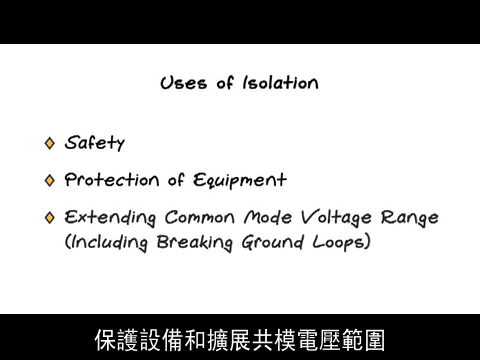 Uses of Isolation
Safety
Protection of Equipment
Extending Common Mode Voltage Range
(Including Breaking Ground Loops)
保護設備和擴展共模電壓範圍